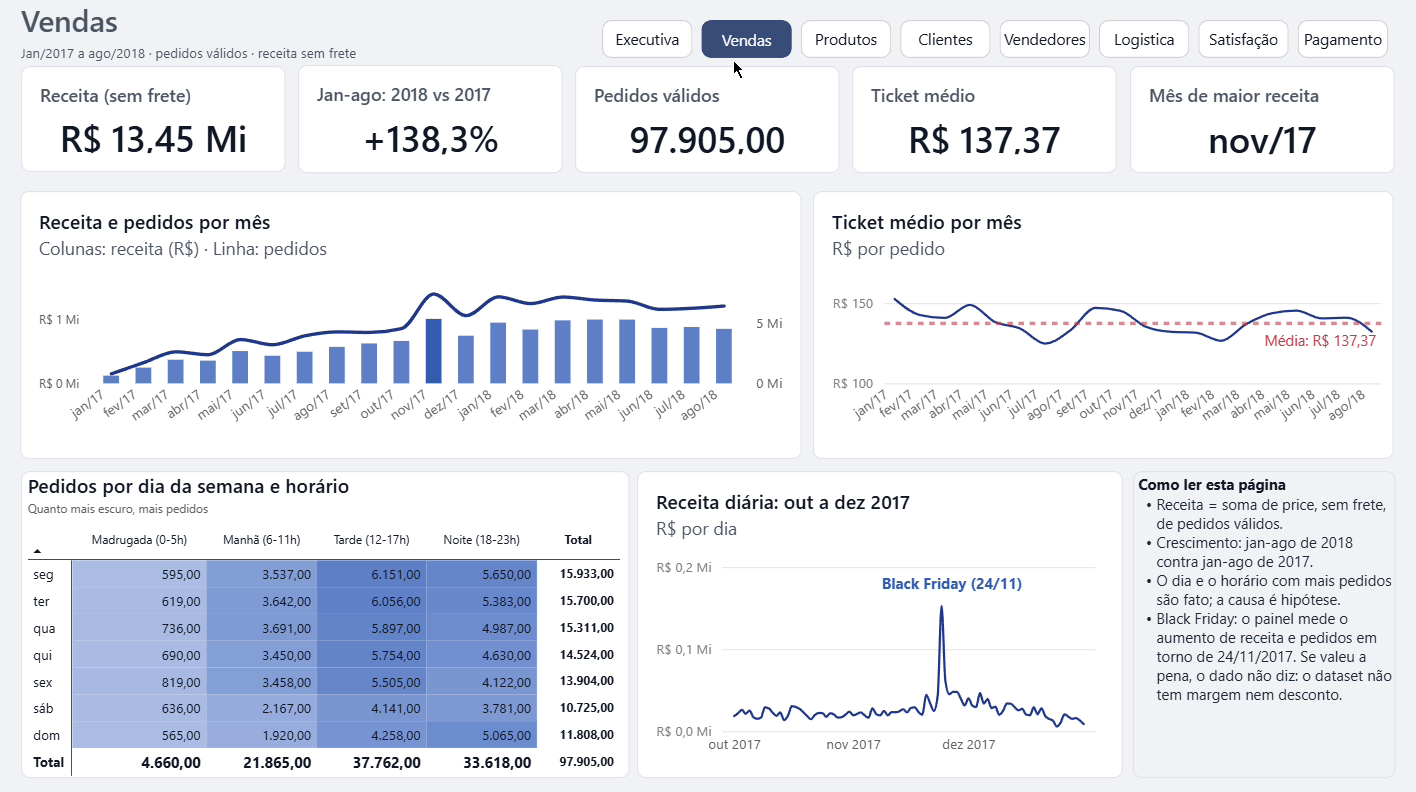 Vendas
Jan/2017 a ago/2018 · pedidos válidos · receita sem frete
Executiva
Vendas
Produtos
Clientes
Vendedores
Logistica
Satisfação
Pagamento
Receita (sem frete)
R$ 13,45 Mi
Jan-ago: 2018 vs 2017
+138,3%
Pedidos válidos
97.905,00
Ticket médio
R$ 137,37
Mês de maior receita
nov/17
Receita e pedidos por mês
Colunas: receita (R$) · Linha: pedidos
R$ 1 Mi
R$ 0 Mi
5 Mi
0 Mi
jan/17 fev/17 mar/17 abr/17 mai/17 jun/17 jul/17 ago/17 set/17 out/17 nov/17 dez/17 jan/18 fev/18 mar/18 abr/18 mai/18 jun/18 jul/18 ago/18
Ticket médio por mês
R$ por pedido
R$ 150
Média: R$ 137,37
R$ 100
jan/17 fev/17 mar/17 abr/17 mai/17 jun/17 jul/17 ago/17 set/17 out/17 nov/17 dez/17 jan/18 fev/18 mar/18 abr/18 mai/18 jun/18 jul/18 ago/18
Pedidos por dia da semana e horário
Quanto mais escuro, mais pedidos
Madrugada (0-5h) Manhã (6-11h) Tarde (12-17h) Noite (18-23h) Total
seg 595,00 3.537,00 6.151,00 5.650,00 15.933,00
ter 619,00 3.642,00 6.056,00 5.383,00 15.700,00
qua 736,00 3.691,00 5.897,00 4.987,00 15.311,00
qui 690,00 3.450,00 5.754,00 4.630,00 14.524,00
sex 819,00 3.458,00 5.505,00 4.122,00 13.904,00
sáb 636,00 2.167,00 4.141,00 3.781,00 10.725,00
dom 565,00 1.920,00 4.258,00 5.065,00 11.808,00
Total 4.660,00 21.865,00 37.762,00 33.618,00 97.905,00
Receita diária: out a dez 2017
R$ por dia
R$ 0,2 Mi
Black Friday (24/11)
R$ 0,1 Mi
R$ 0,0 Mi
out 2017 nov 2017 dez 2017
Como ler esta página
• Receita = soma de price, sem frete,
de pedidos válidos.
• Crescimento: jan-ago de 2018
contra jan-ago de 2017.
• O dia e o horário com mais pedidos
são fato; a causa é hipótese.
• Black Friday: o painel mede o
aumento de receita e pedidos em
torno de 24/11/2017. Se valeu a
pena, o dado não diz: o dataset não
tem margem nem desconto.